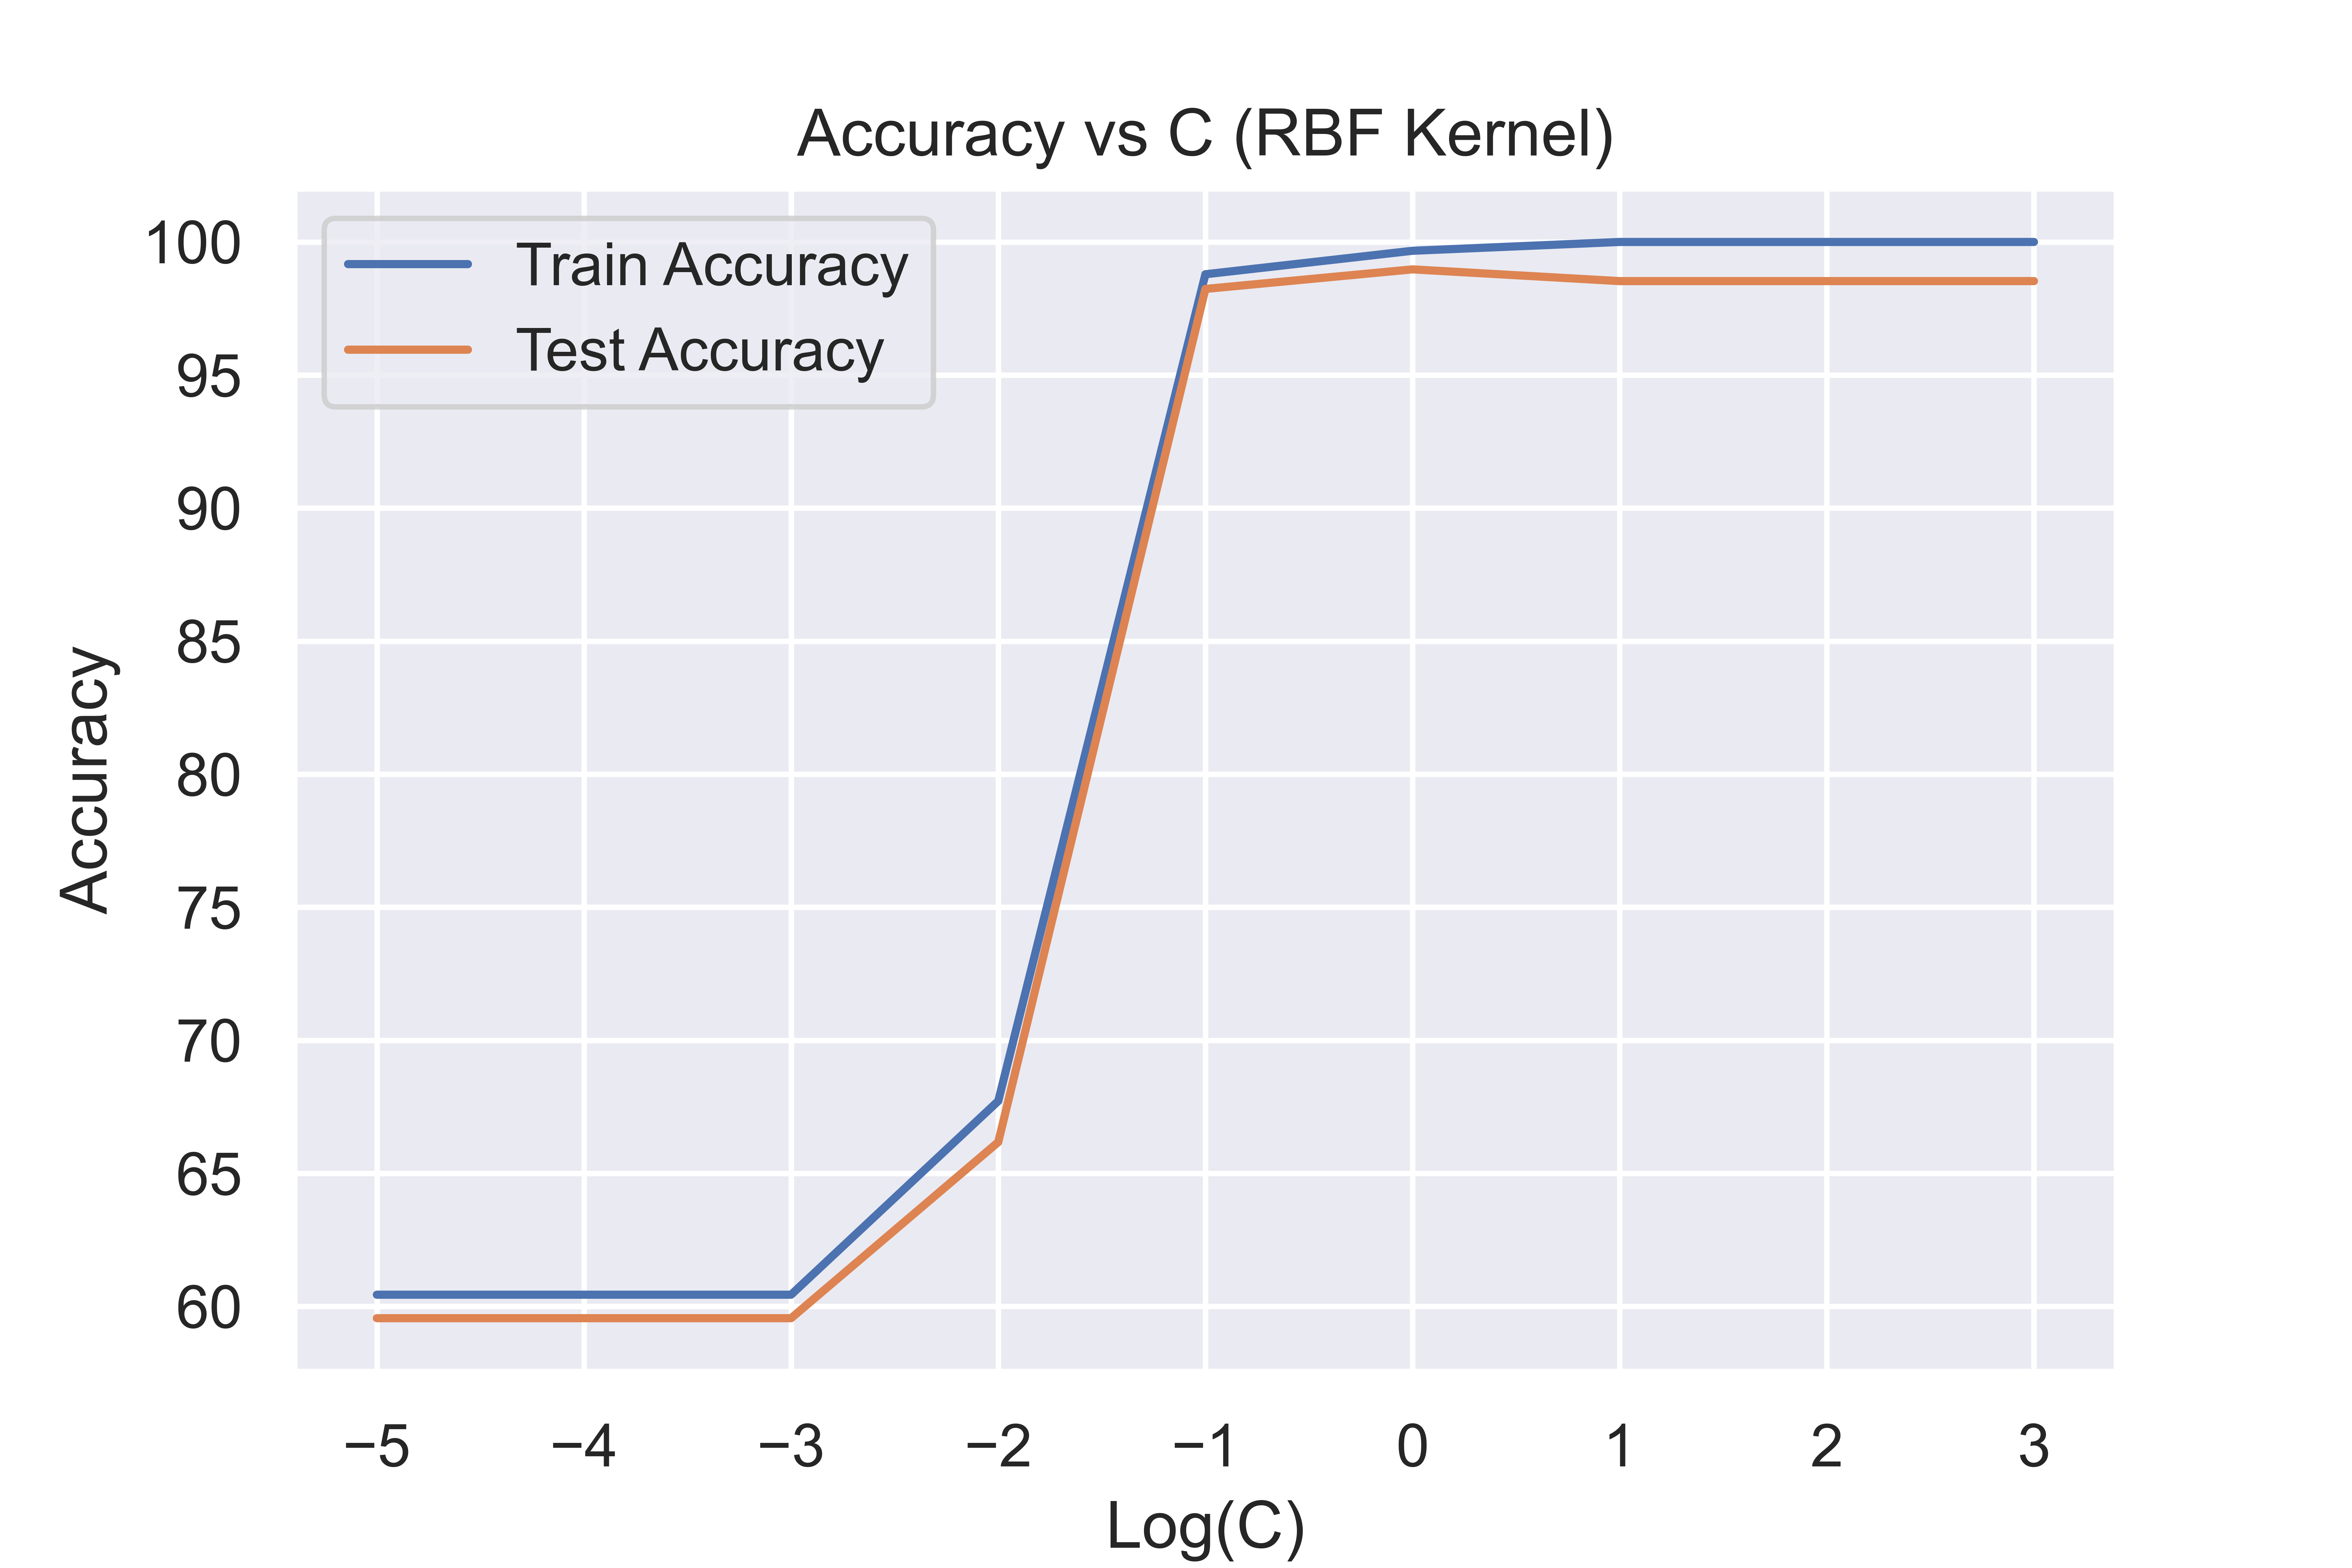 Accuracy vs C (RBF Kernel)
Train Accuracy
Test Accuracy
Accuracy
100
95
90
85
80
75
70
65
60
−5 −4 −3 −2 −1 0 1 2 3
Log(C)